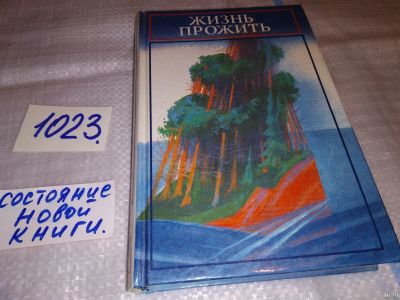 ЖИЗНЬ
ПРОЖИТЬ
1023.
СОСТОЯНИЕ
НОВОЙ
КНИГИ.